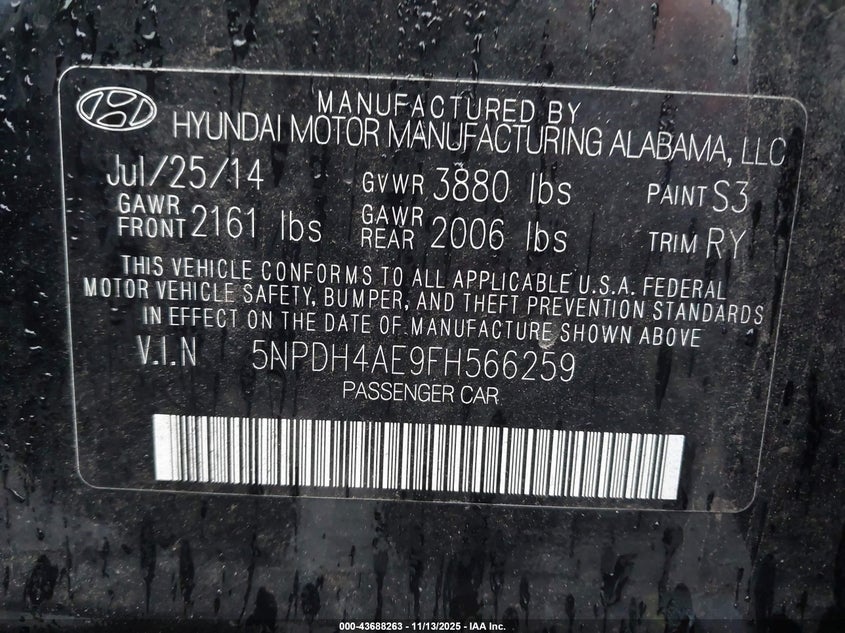 MANUFACTURED BY
HYUNDAI MOTOR MANUFACTURING ALABAMA, LLC
Jul/25/14 GVWR 3880 lbs PAINT S3
GAWR FRONT 2161 lbs GAWR REAR 2006 lbs TRIM RY
THIS VEHICLE CONFORMS TO ALL APPLICABLE U.S.A. FEDERAL
MOTOR VEHICLE SAFETY, BUMPER, AND THEFT PREVENTION STANDARDS
IN EFFECT ON THE DATE OF MANUFACTURE SHOWN ABOVE
V.I.N 5NPDH4AE9FH566259
PASSENGER CAR
000-43688263 - 11/13/2025 - IAA Inc.